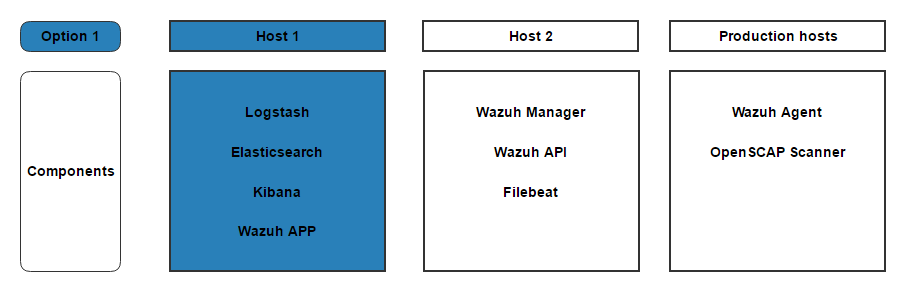 Option 1
Host 1
Host 2
Production hosts
Components
Logstash
Elasticsearch
Kibana
Wazuh APP
Wazuh Manager
Wazuh API
Filebeat
Wazuh Agent
OpenSCAP Scanner